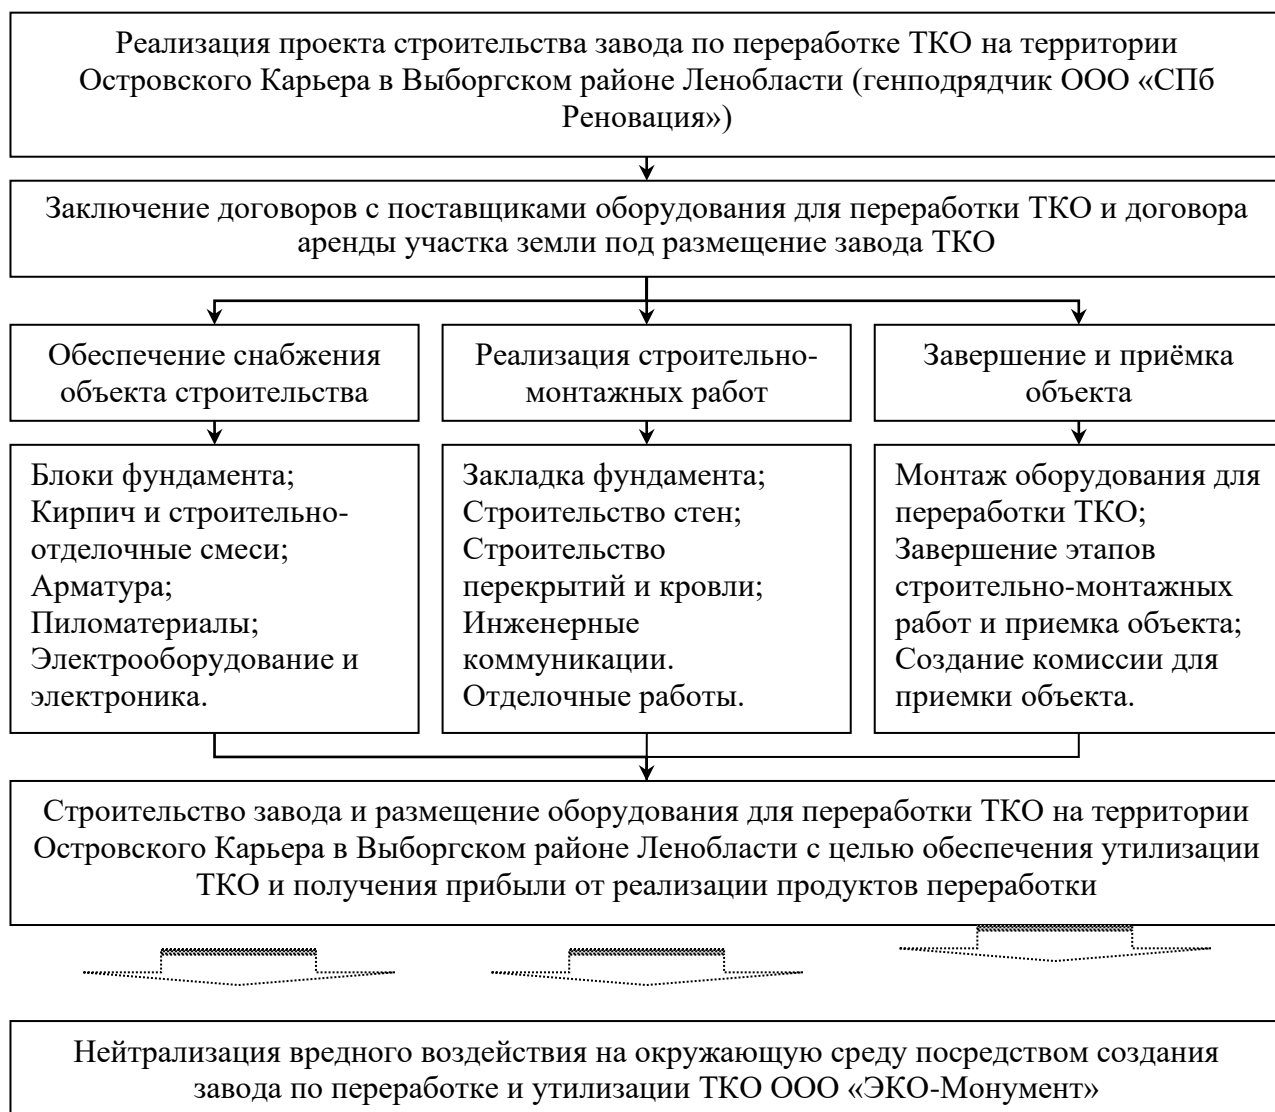 Реализация проекта строительства завода по переработке ТКО на территории
Островского Карьера в Выборгском районе Ленобласти (генподрядчик ООО «СПб
Реновация»)
Заключение договоров с поставщиками оборудования для переработки ТКО и договора
аренды участка земли под размещение завода ТКО
Обеспечение снабжения
объекта строительства
Реализация строительно-
монтажных работ
Завершение и приёмка
объекта
Блоки фундамента;
Кирпич и строительно-
отделочные смеси;
Арматура;
Пиломатериалы;
Электрооборудование и
электроника.
Закладка фундамента;
Строительство стен;
Строительство
перекрытий и кровли;
Инженерные
коммуникации.
Отделочные работы.
Монтаж оборудования для
переработки ТКО;
Завершение этапов
строительно-монтажных
работ и приемка объекта;
Создание комиссии для
приемки объекта.
Строительство завода и размещение оборудования для переработки ТКО на территории
Островского Карьера в Выборгском районе Ленобласти с целью обеспечения утилизации
ТКО и получения прибыли от реализации продуктов переработки
Нейтрализация вредного воздействия на окружающую среду посредством создания
завода по переработке и утилизации ТКО ООО «ЭКО-Монумент»